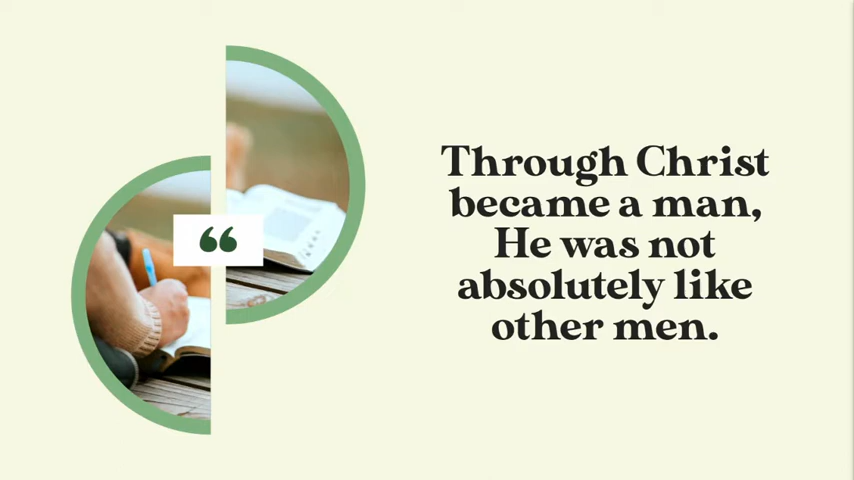 Through Christ
became a man,
He was not
absolutely like
other men.